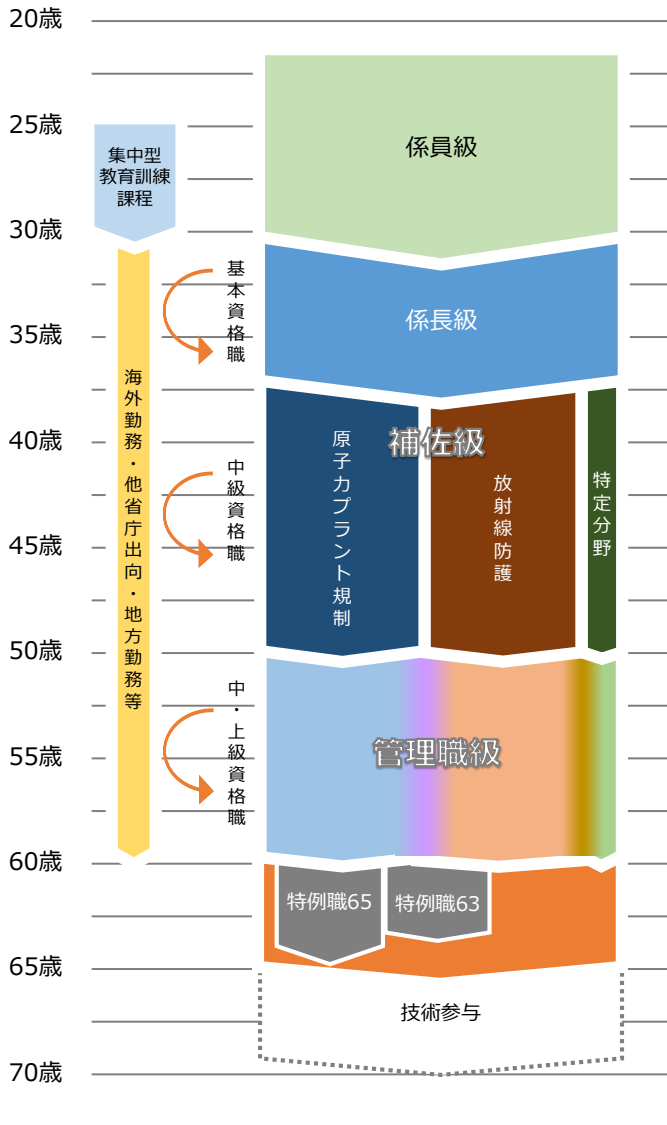 20歳
25歳
係員級
集中型
教育訓練
課程
30歳
基本資格職
係長級
35歳
海外勤務・他省庁出向・地方勤務等
40歳
補佐級
原子力プラント規制
放射線防護
特定分野
中級資格職
45歳
50歳
中・上級資格職
管理職級
55歳
60歳
特例職65
特例職63
65歳
技術参与
70歳